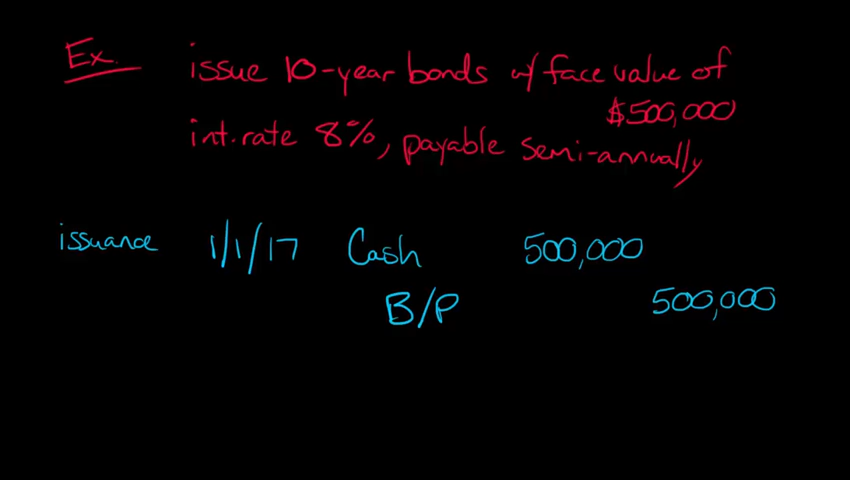 Ex: issue 10-year bonds w/ face value of
$500,000
int. rate 8%, payable semi-annually
issuance 1/1/17 Cash 500,000
B/P 500,000